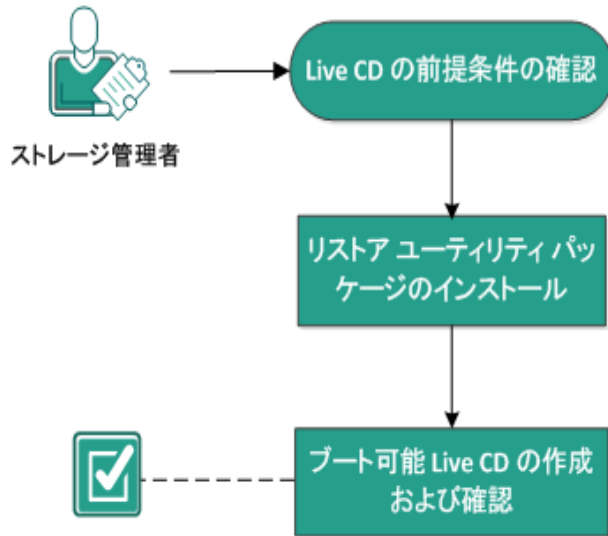 Live CD の前提条件の確認
ストレージ管理者
リストア ユーティリティ パッ
ケージのインストール
ブート可能 Live CD の作成
および確認